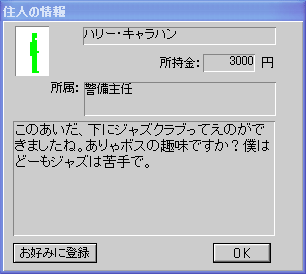 住人の情報
ハリー・キャラハン
所持金: 3000 円
所属: 警備主任
このあいだ、下にジャズクラブってえのがで
きましたね。ありゃボスの趣味ですか？僕は
どーもジャズは苦手で。
お好みに登録
OK